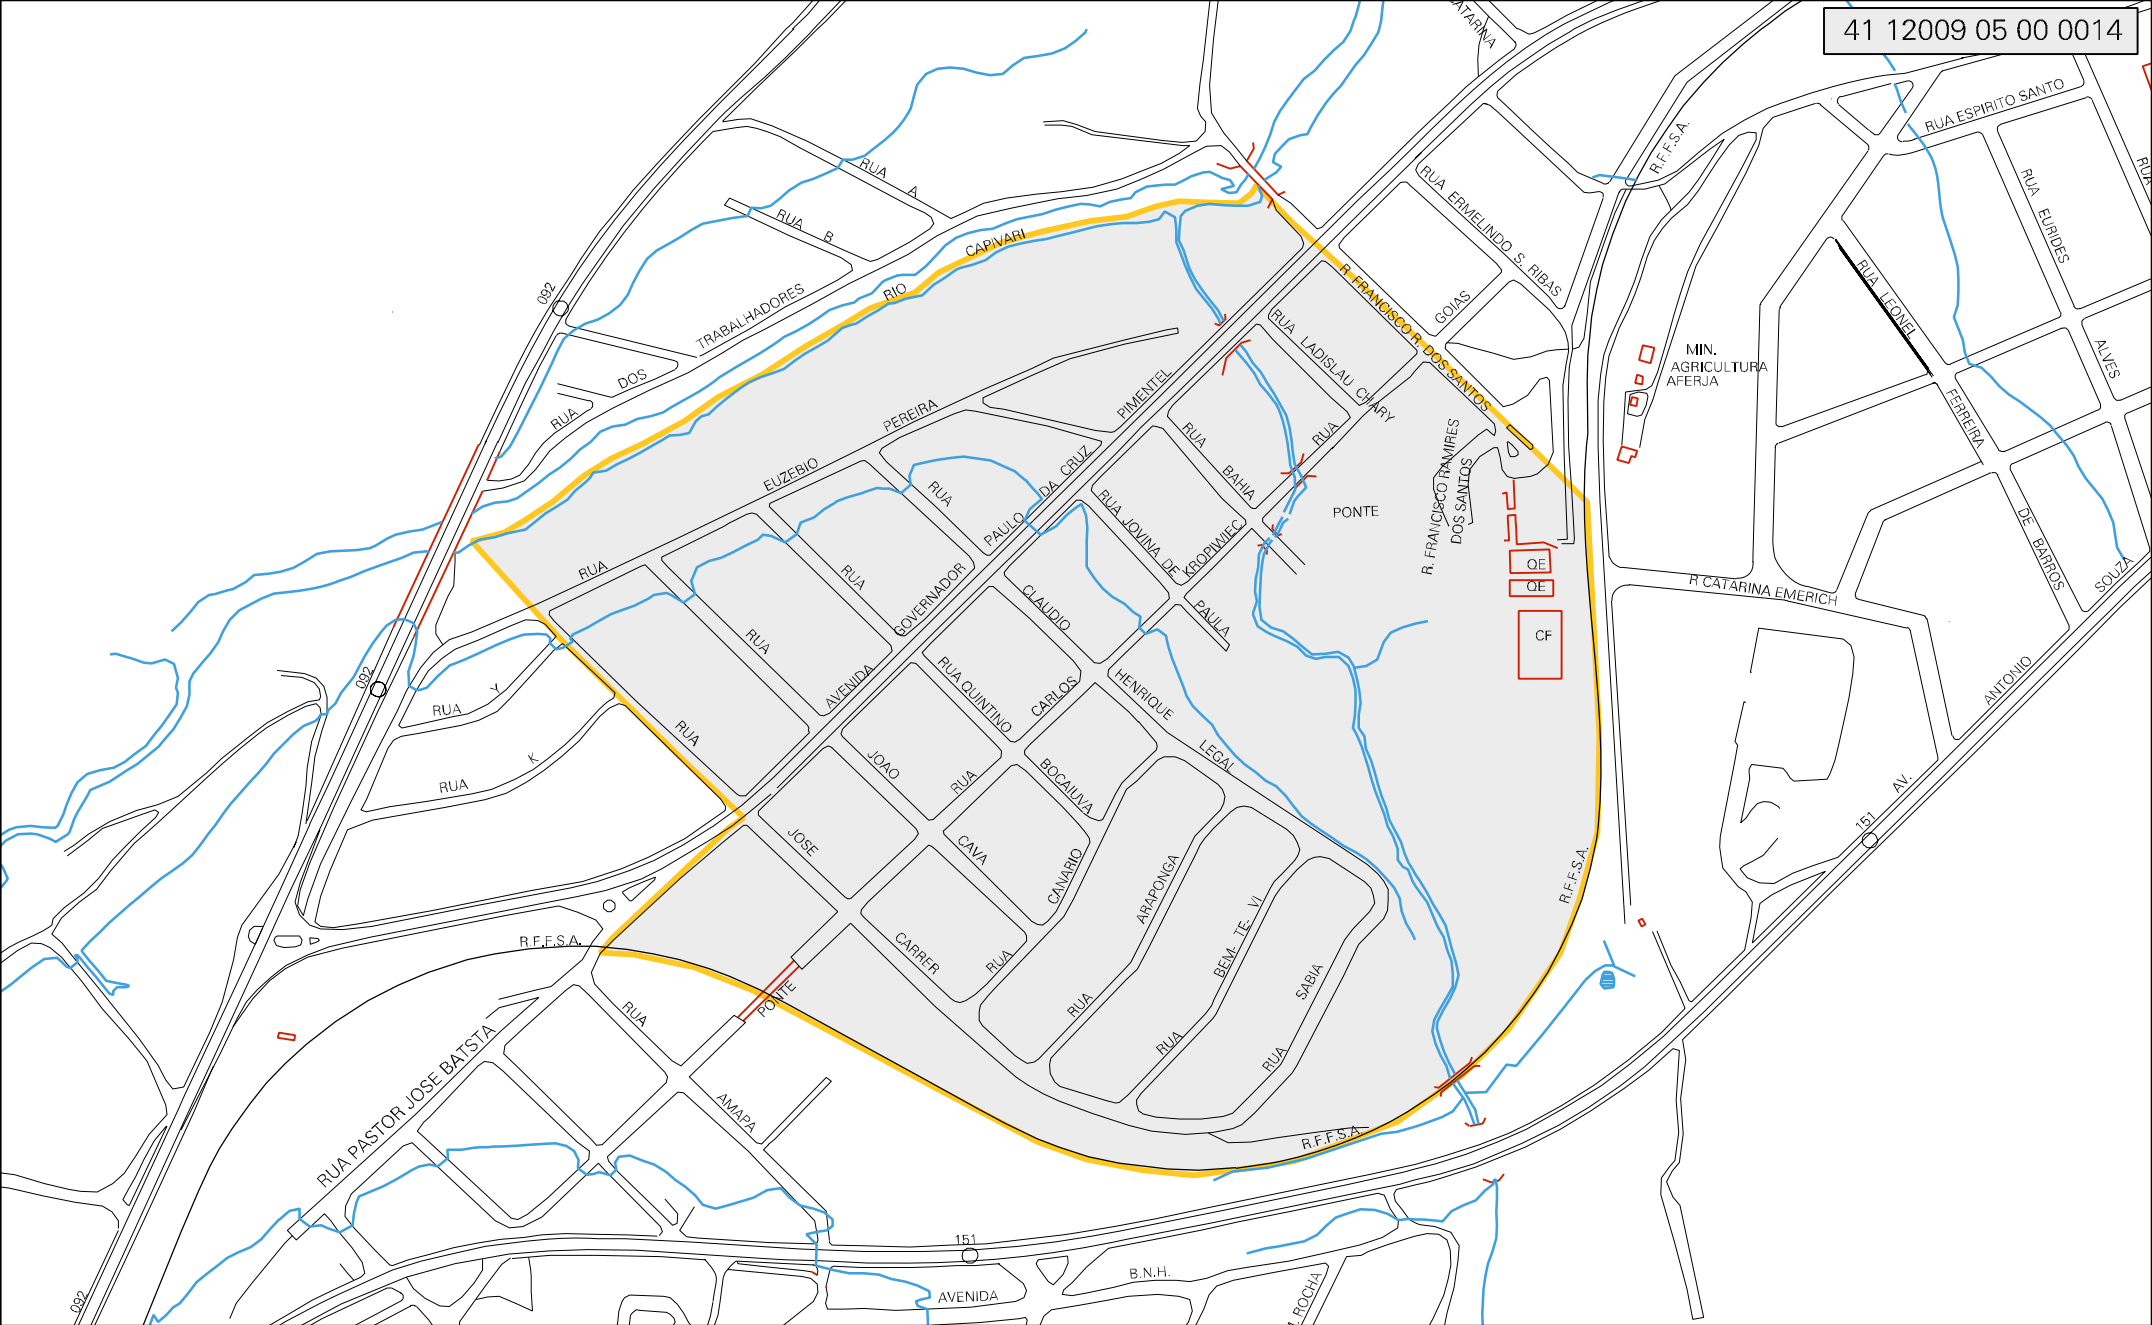 41 12009 05 00 0014
CATARINA
RUA ESPIRITO SANTO
R.F.F.S.A.
RUA A
RUA B
RUA ERMELINDO S. RIBAS
RUA EURIDES
ALVES
RUA
CAPIVARI
RIO
TRABALHADORES
DOS
RUA
092
R. FRANCISCO R. DOS SANTOS
GOIAS
RUA LEONEL
FERREIRA
DE BARROS
MIN.
AGRICULTURA
AFERJA
RUA LADISLAU CHARY
PIMENTEL
DA CRUZ
PAULO
GOVERNADOR
AVENIDA
PEREIRA
EUZEBIO
RUA
RUA
RUA
RUA
RUA
RUA BAHIA
RUA
KROPIWIEC
RUA JOVINA DE
PAULA
PONTE
R. FRANCISCO RAMIRES
DOS SANTOS
QE
QE
CF
R CATARINA EMERICH
SOUZA
ANTONIO
AV.
151
CLAUDIO
HENRIQUE
LEGAL
RUA QUINTINO
BOCAIUVA
CARLOS
RUA
JOAO
CAVA
JOSE
CARRER
092
RUA Y
RUA K
CANARIO
RUA
ARAPONGA
RUA
BEM- TE- VI
RUA
SABIA
RUA
R.F.F.S.A.
R.F.F.S.A.
R.F.F.S.A.
PONTE
RUA
AMAPA
RUA PASTOR JOSE BATSTA
151
B.N.H.
AVENIDA
ROCHA
092